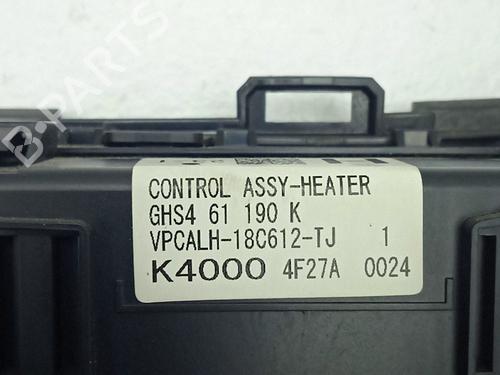 B-PARTS
CONTROL ASSY-HEATER
GHS4 61 190 K
VPCALH-18C612-TJ 1
K4000 4F27A 0024